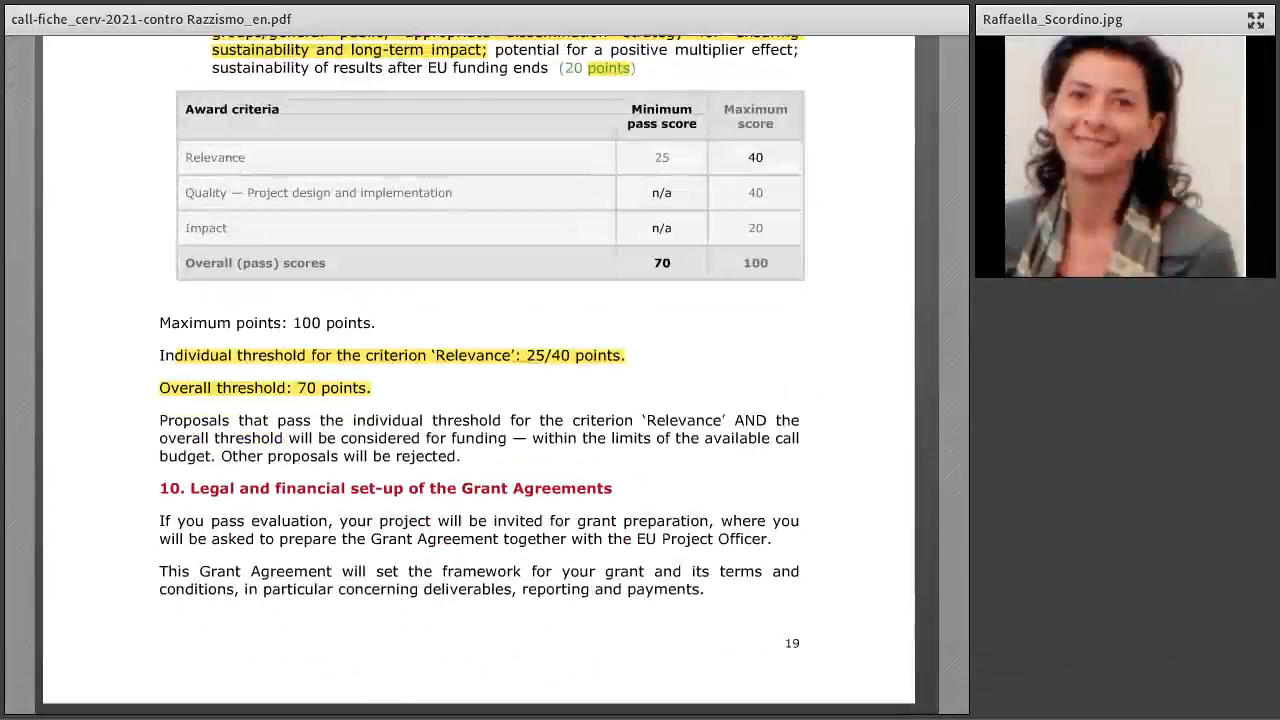 call-fiche_cerv-2021-contro Razzismo_en.pdf
Raffaella_Scordino.jpg
groups/general public; appropriate dissemination strategy for ensuring
sustainability and long-term impact; potential for a positive multiplier effect;
sustainability of results after EU funding ends (20 points)
Award criteria Minimum pass score Maximum score
Relevance 25 40
Quality — Project design and implementation n/a 40
Impact n/a 20
Overall (pass) scores 70 100
Maximum points: 100 points.
Individual threshold for the criterion ‘Relevance’: 25/40 points.
Overall threshold: 70 points.
Proposals that pass the individual threshold for the criterion ‘Relevance’ AND the
overall threshold will be considered for funding — within the limits of the available call
budget. Other proposals will be rejected.
10. Legal and financial set-up of the Grant Agreements
If you pass evaluation, your project will be invited for grant preparation, where you
will be asked to prepare the Grant Agreement together with the EU Project Officer.
This Grant Agreement will set the framework for your grant and its terms and
conditions, in particular concerning deliverables, reporting and payments.
19